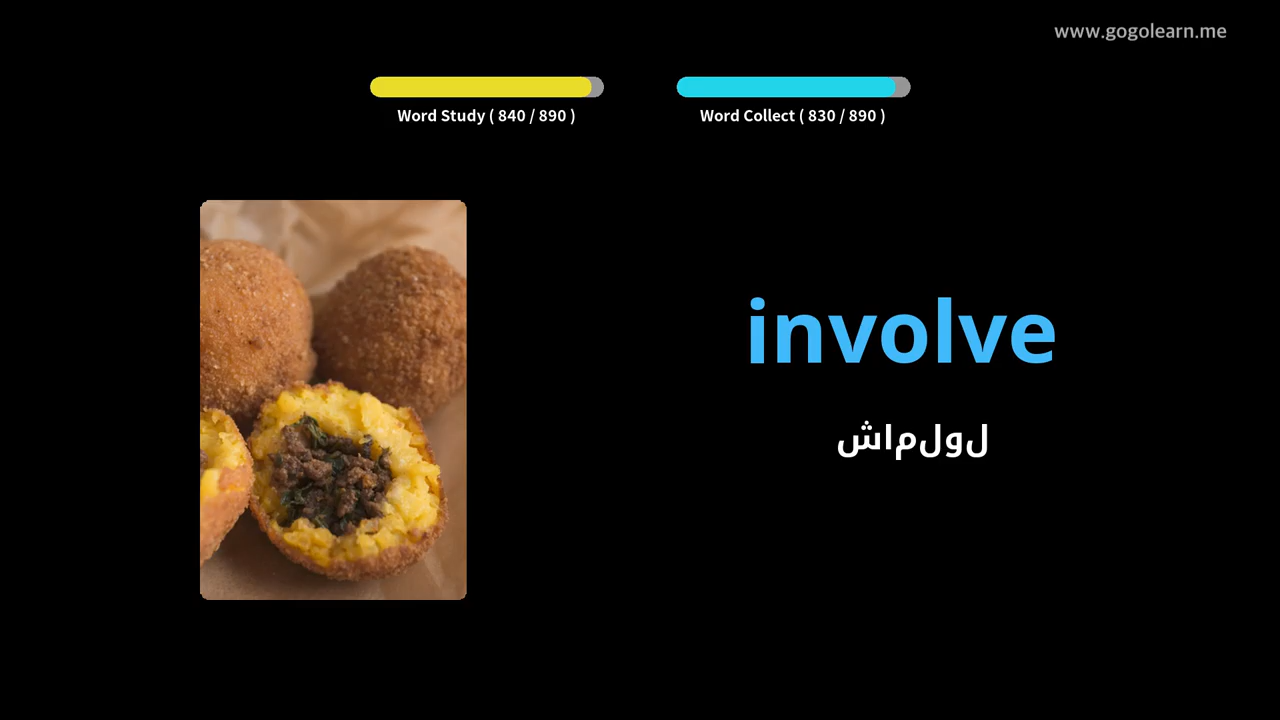 www.gogolearn.me
Word Study ( 840 / 890 )
Word Collect ( 830 / 890 )
involve
لولماش